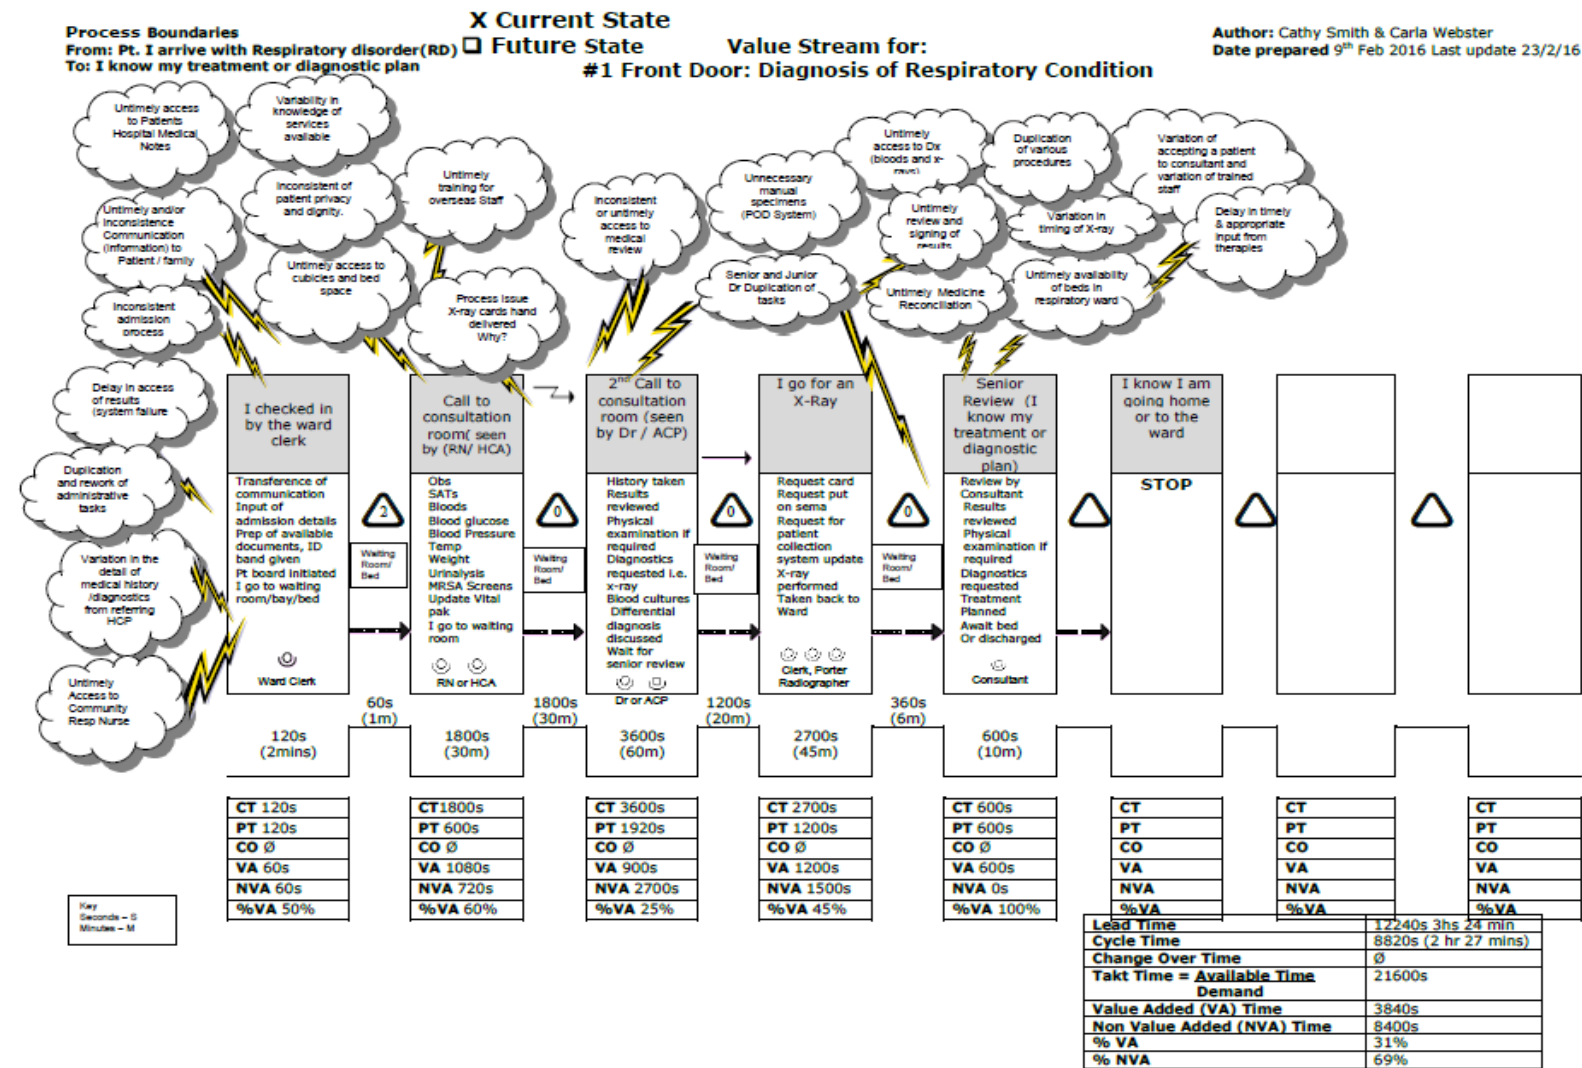 Process Boundaries
From: Pt. I arrive with Respiratory disorder(RD)
To: I know my treatment or diagnostic plan
X Current State
❑ Future State
Value Stream for:
#1 Front Door: Diagnosis of Respiratory Condition
Author: Cathy Smith & Carla Webster
Date prepared 9th Feb 2016 Last update 23/2/16
Untimely access
to Patients
Hospital Medical
Notes
Variability in
knowledge of
services
available
Untimely and/or
Inconsistence
Communication
(Information) to
Patient / family
Inconsistent of
patient privacy
and dignity.
Untimely
training for
overseas Staff
Untimely access to
cubicles and bed
space
Inconsistent
admission
process
Process issue
X-ray cards hand
delivered
Why?
Inconsistent
or untimely
access to
medical
review
Unnecessary
manual
specimens
(POD System)
Senior and Junior
Dr Duplication of
tasks
Untimely
access to Dx
(bloods and x-
rays)
Duplication
of various
procedures
Variation of
accepting a patient
to consultant and
variation of trained
staff
Untimely
review and
signing of
results
Variation in
timing of X-ray
Delay in timely
& appropriate
input from
therapies
Untimely Medicine
Reconciliation
Untimely availability
of beds in
respiratory ward
Delay in access
of results
(system failure
Duplication
and rework of
administrative
tasks
Variation in the
detail of
medical history
/diagnostics
from referring
HCP
Untimely
Access to
Community
Resp Nurse
I checked in
by the ward
clerk
Transference of
communication
Input of
admission details
Prep of available
documents, ID
band given
Pt board initiated
I go to waiting
room/bay/bed
Ward Clerk
2
Waiting
Room/
Bed
Call to
consultation
room( seen
by (RN/ HCA)
Obs
SATs
Bloods
Blood glucose
Blood Pressure
Temp
Weight
Urinalysis
MRSA Screens
Update Vital
pak
I go to waiting
room
RN or HCA
0
Waiting
Room/
Bed
2nd Call to
consultation
room (seen
by Dr / ACP)
History taken
Results
reviewed
Physical
examination if
required
Diagnostics
requested i.e.
x-ray
Blood cultures
Differential
diagnosis
discussed
Wait for
senior review
Dr or ACP
0
Waiting
Room/
Bed
I go for an
X-Ray
Request card
Request put
on sema
Request for
patient
collection
system update
X-ray
performed
Taken back to
Ward
Clerk, Porter
Radiographer
0
Waiting
Room/
Bed
Senior
Review (I
know my
treatment or
diagnostic
plan)
Review by
Consultant
Results
reviewed
Physical
examination if
required
Diagnostics
requested
Treatment
Planned
Await bed
Or discharged
Consultant
I know I am
going home
or to the
ward
STOP
60s
(1m)
1800s
(30m)
1200s
(20m)
360s
(6m)
120s
(2mins)
1800s
(30m)
3600s
(60m)
2700s
(45m)
600s
(10m)
CT 120s
PT 120s
CO Ø
VA 60s
NVA 60s
%VA 50%
CT1800s
PT 600s
CO Ø
VA 1080s
NVA 720s
%VA 60%
CT 3600s
PT 1920s
CO Ø
VA 900s
NVA 2700s
%VA 25%
CT 2700s
PT 1200s
CO Ø
VA 1200s
NVA 1500s
%VA 45%
CT 600s
PT 600s
CO Ø
VA 600s
NVA 0s
%VA 100%
CT
PT
CO
VA
NVA
%VA
CT
PT
CO
VA
NVA
%VA
CT
PT
CO
VA
NVA
%VA
Key
Seconds – S
Minutes – M
Lead Time 12240s 3hs 24 min
Cycle Time 8820s (2 hr 27 mins)
Change Over Time Ø
Takt Time = Available Time 21600s
Demand
Value Added (VA) Time 3840s
Non Value Added (NVA) Time 8400s
% VA 31%
% NVA 69%